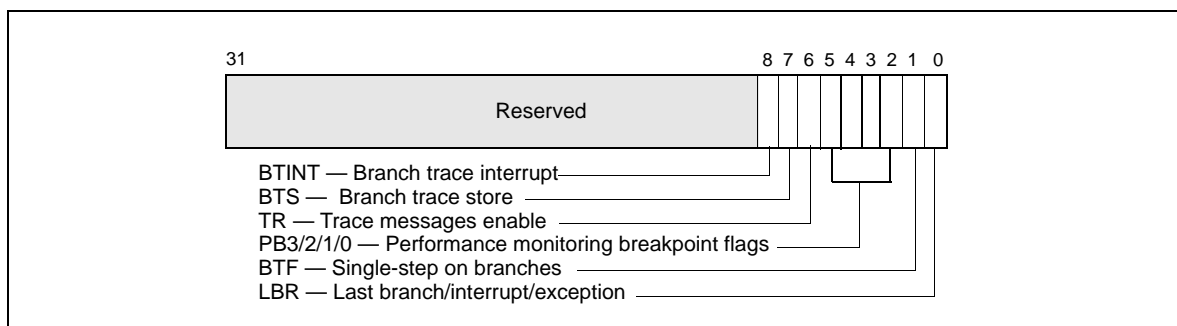 31 8 7 6 5 4 3 2 1 0
Reserved
BTINT — Branch trace interrupt
BTS — Branch trace store
TR — Trace messages enable
PB3/2/1/0 — Performance monitoring breakpoint flags
BTF — Single-step on branches
LBR — Last branch/interrupt/exception